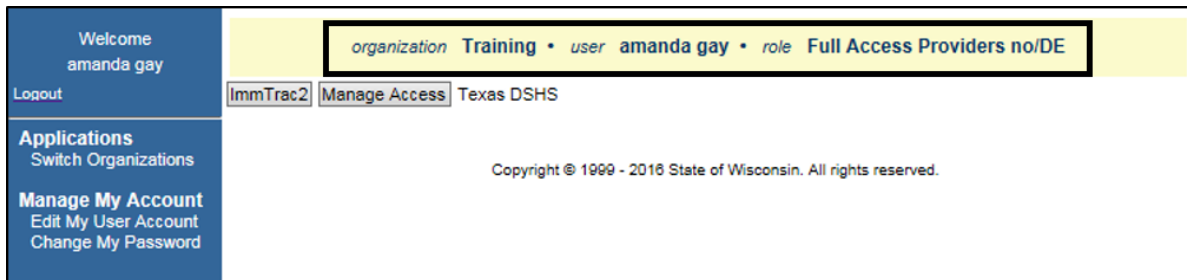 Welcome
amanda gay
Logout
Applications
Switch Organizations
Manage My Account
Edit My User Account
Change My Password
organization Training • user amanda gay • role Full Access Providers no/DE
ImmTrac2 Manage Access Texas DSHS
Copyright © 1999 - 2016 State of Wisconsin. All rights reserved.